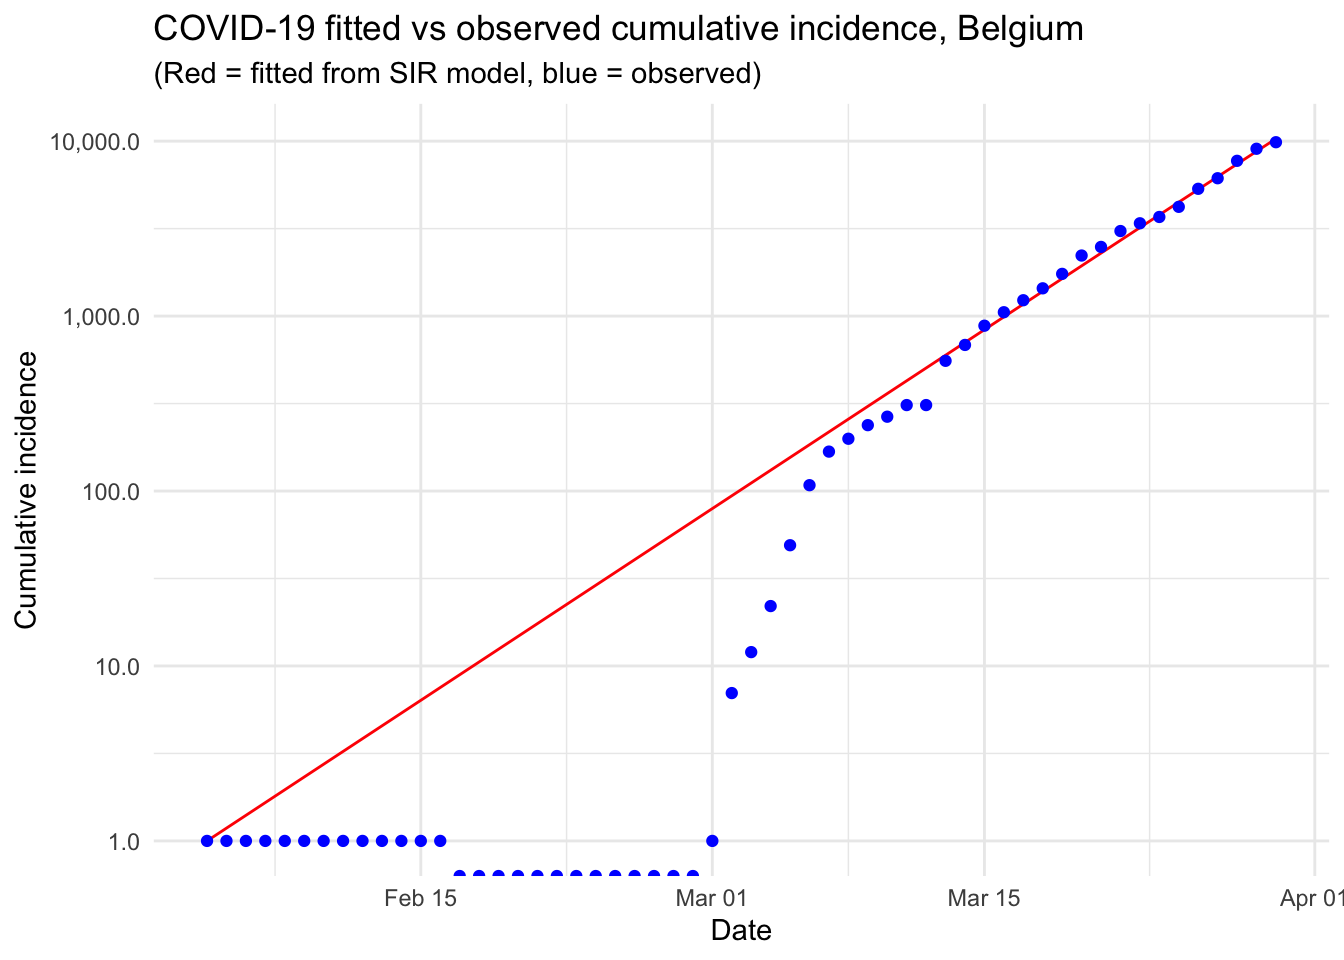 COVID-19 fitted vs observed cumulative incidence, Belgium
(Red = fitted from SIR model, blue = observed)
10,000.0
1,000.0
100.0
10.0
1.0
Cumulative incidence
Feb 15
Mar 01
Mar 15
Apr 01
Date